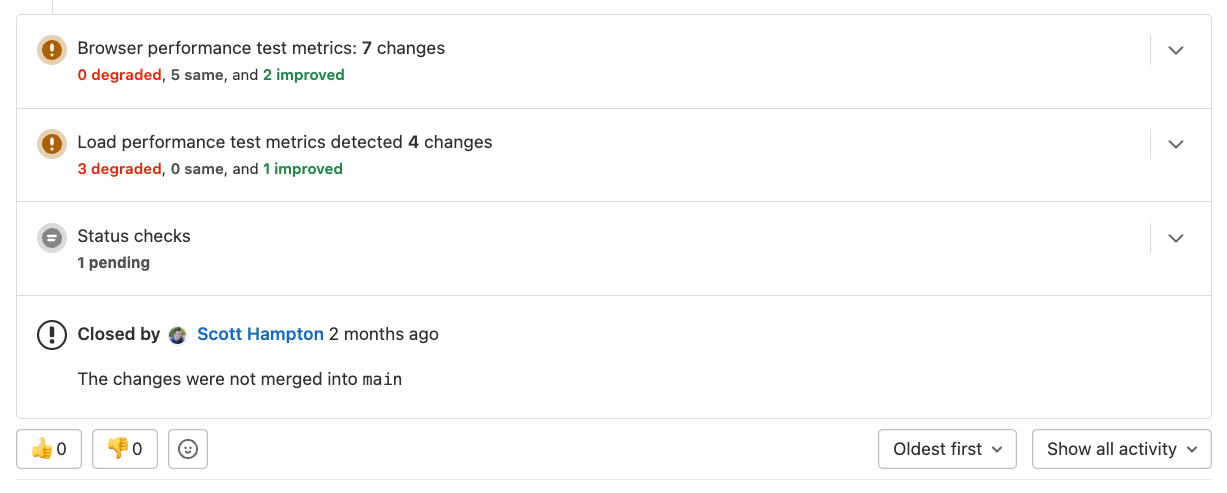 Browser performance test metrics: 7 changes
0 degraded, 5 same, and 2 improved
Load performance test metrics detected 4 changes
3 degraded, 0 same, and 1 improved
Status checks
1 pending
Closed by Scott Hampton 2 months ago
The changes were not merged into main
👍 0 👎 0 Oldest first Show all activity